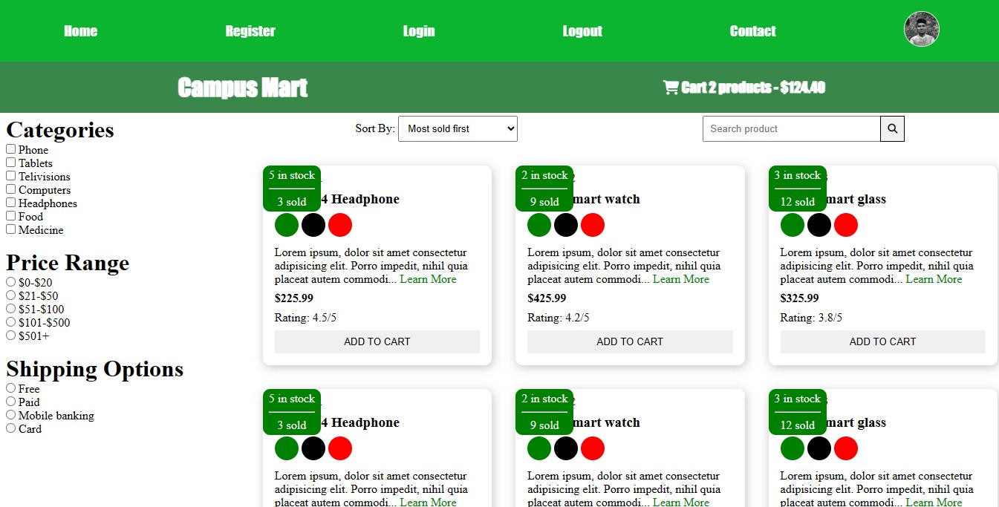 Home Register Login Logout Contact
Campus Mart
Cart 2 products - $124.40
Categories
Phone
Tablets
Telivisions
Computers
Headphones
Food
Medicine
Price Range
$0-$20
$21-$50
$51-$100
$101-$500
$501+
Shipping Options
Free
Paid
Mobile banking
Card
Sort By: Most sold first
Search product
5 in stock
3 sold
4 Headphone
Lorem ipsum, dolor sit amet consectetur
adipisicing elit. Porro impedit, nihil quia
placeat autem commodi... Learn More
$225.99
Rating: 4.5/5
ADD TO CART
2 in stock
9 sold
mart watch
Lorem ipsum, dolor sit amet consectetur
adipisicing elit. Porro impedit, nihil quia
placeat autem commodi... Learn More
$425.99
Rating: 4.2/5
ADD TO CART
3 in stock
12 sold
mart glass
Lorem ipsum, dolor sit amet consectetur
adipisicing elit. Porro impedit, nihil quia
placeat autem commodi... Learn More
$325.99
Rating: 3.8/5
ADD TO CART
5 in stock
3 sold
4 Headphone
Lorem ipsum, dolor sit amet consectetur
adipisicing elit. Porro impedit, nihil quia
placeat autem commodi... Learn More
2 in stock
9 sold
mart watch
Lorem ipsum, dolor sit amet consectetur
adipisicing elit. Porro impedit, nihil quia
placeat autem commodi... Learn More
3 in stock
12 sold
mart glass
Lorem ipsum, dolor sit amet consectetur
adipisicing elit. Porro impedit, nihil quia
placeat autem commodi... Learn More